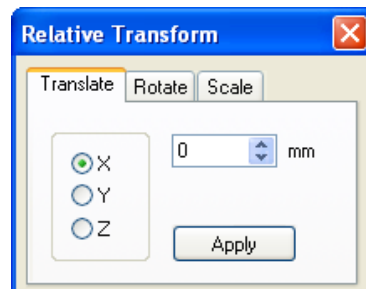 Relative Transform
Translate Rotate Scale
X 0 mm
Y
Z
Apply